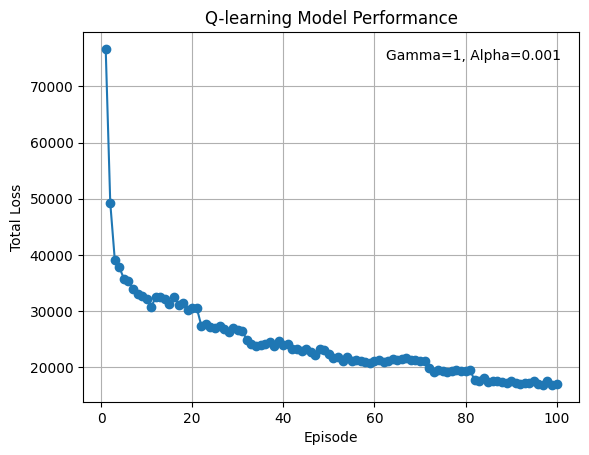 Q-learning Model Performance
Gamma=1, Alpha=0.001
Total Loss
70000
60000
50000
40000
30000
20000
0 20 40 60 80 100
Episode